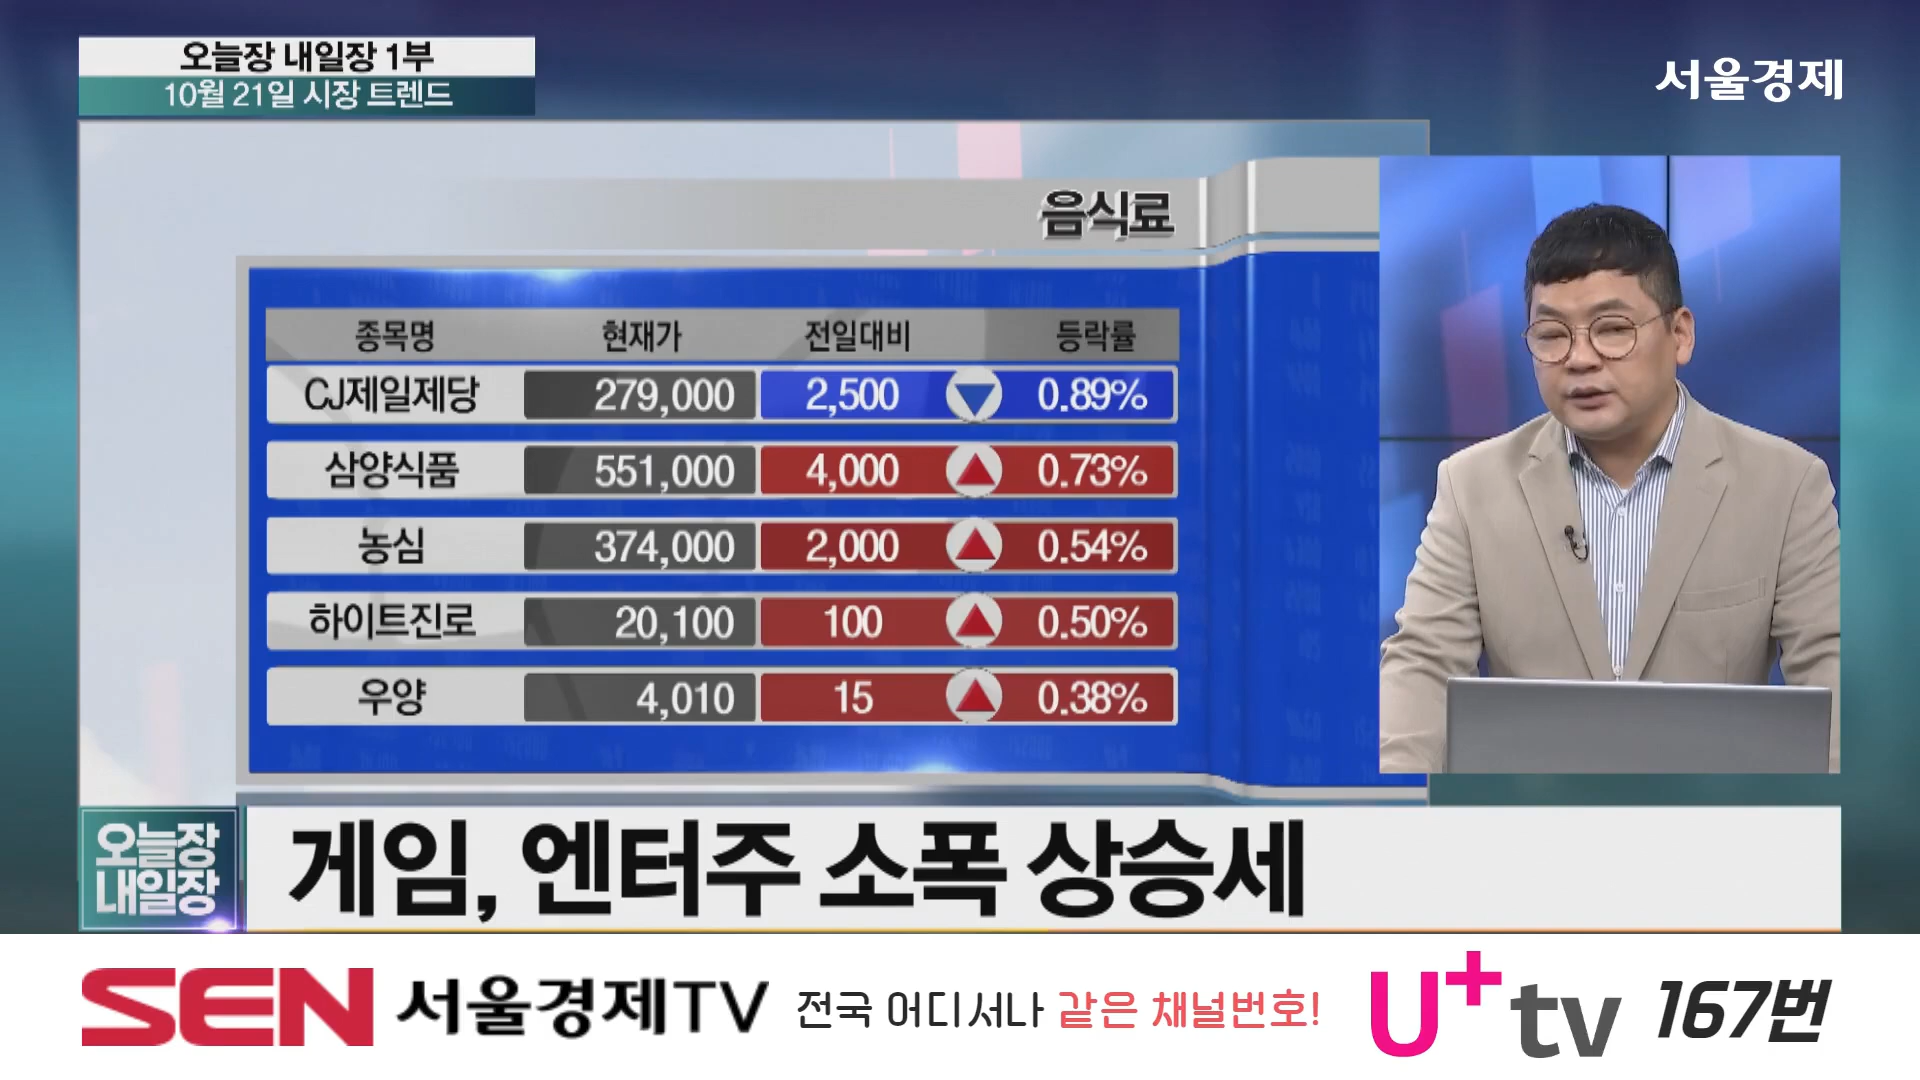 오늘장 내일장 1부
10월 21일 시장 트렌드
서울경제
음식료
종목명 현재가 전일대비 등락률
CJ제일제당 279,000 2,500 ▼ 0.89%
삼양식품 551,000 4,000 ▲ 0.73%
농심 374,000 2,000 ▲ 0.54%
하이트진로 20,100 100 ▲ 0.50%
우양 4,010 15 ▲ 0.38%
오늘장
내일장
게임, 엔터주 소폭 상승세
SEN 서울경제TV 전국 어디서나 같은 채널번호! U+tv 167번